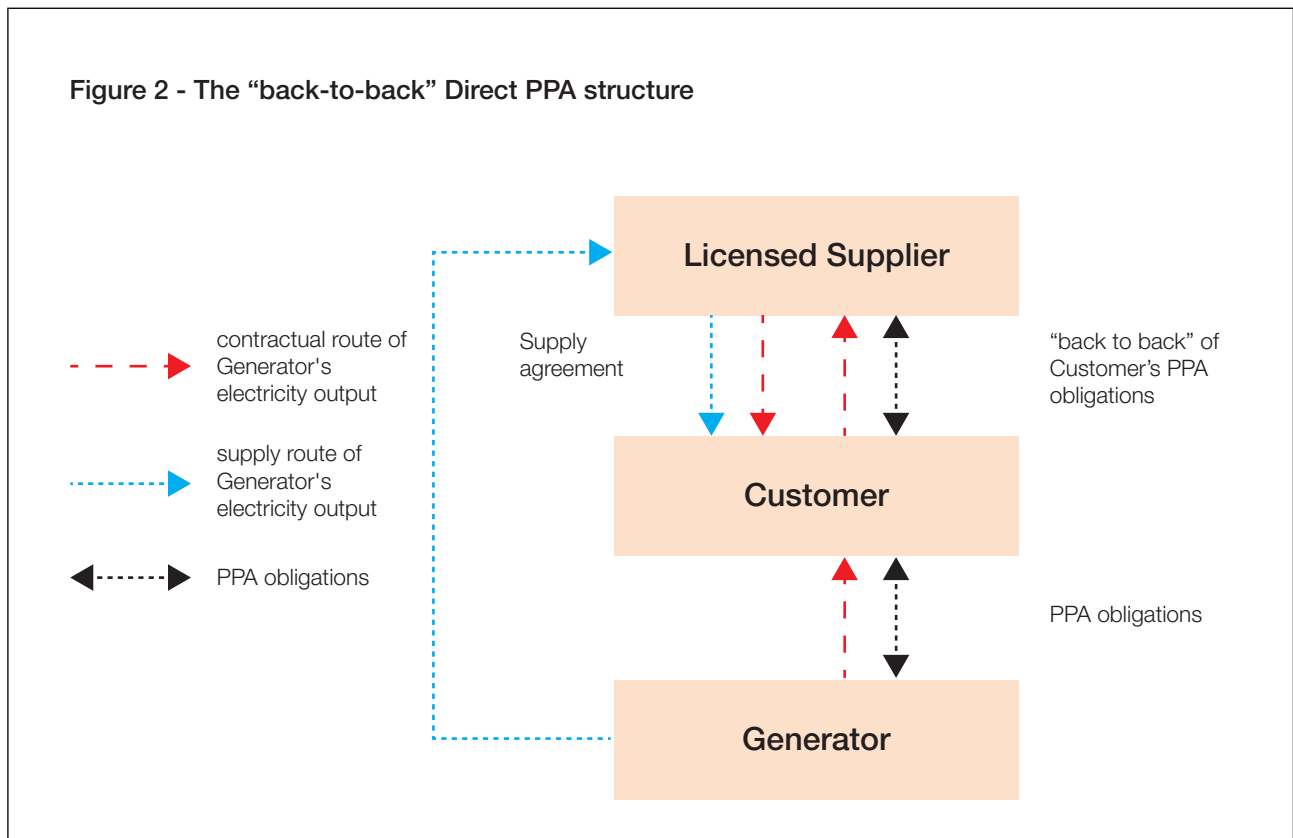 Figure 2 - The “back-to-back” Direct PPA structure
Licensed Supplier
contractual route of
Generator's
electricity output
Supply
agreement
“back to back” of
Customer’s PPA
obligations
supply route of
Generator's
electricity output
Customer
PPA obligations
PPA obligations
Generator